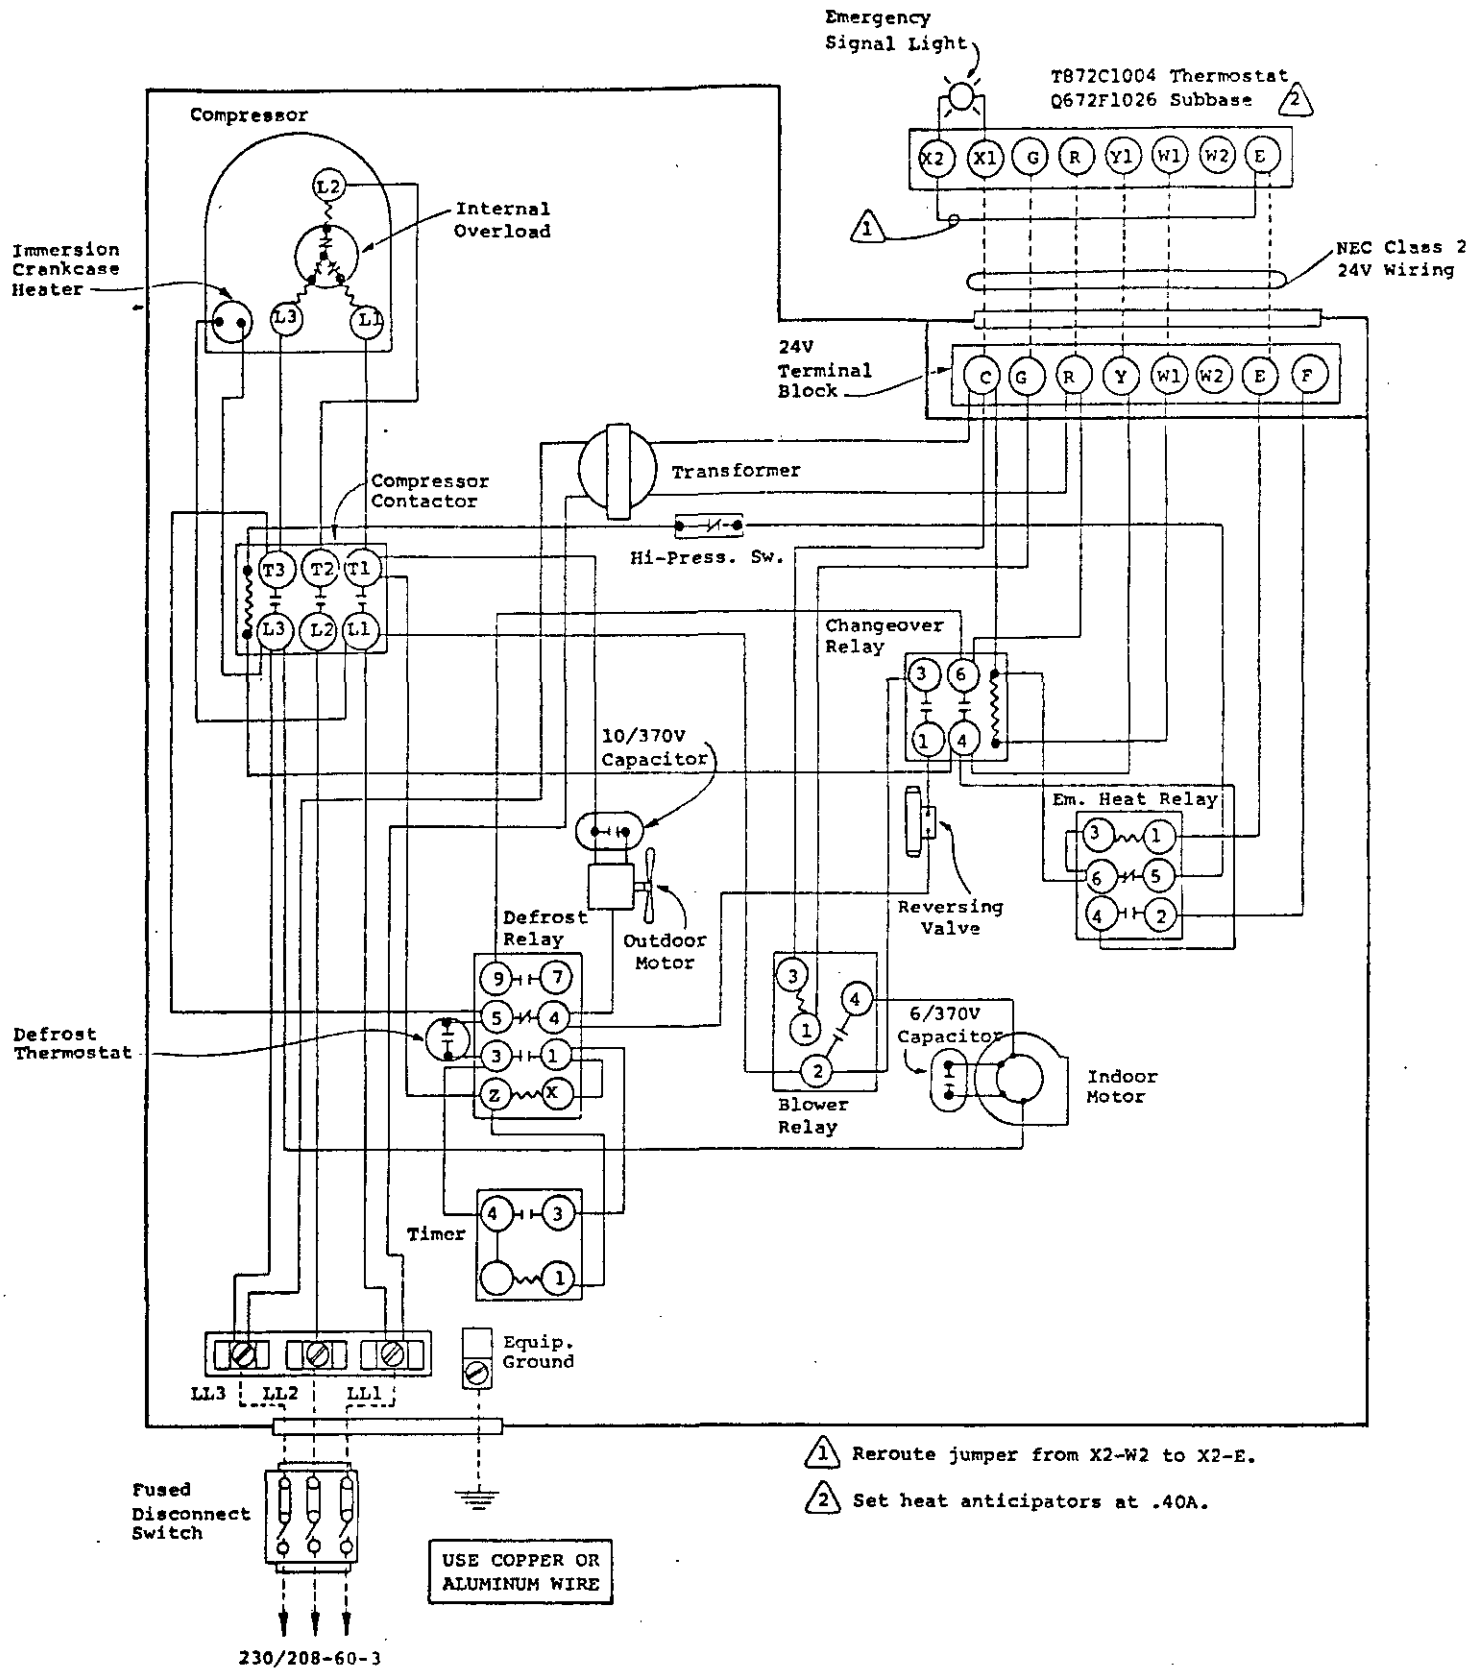 Emergency
Signal Light
T872C1004 Thermostat
Q672F1026 Subbase
2
X2 X1 G R Y1 W1 W2 E
1
NEC Class 2
24V Wiring
Compressor
L2
Internal
Overload
Immersion
Crankcase
Heater
L3 L1
24V
Terminal
Block
C G R Y W1 W2 E F
Transformer
Compressor
Contactor
Hi-Press. Sw.
T3 T2 T1
L3 L2 L1
Changeover
Relay
3 6
1 4
10/370V
Capacitor
Em. Heat Relay
3 1
6 5
4 2
Reversing
Valve
Defrost
Relay
Outdoor
Motor
9 7
5 4
3 1
Z X
Defrost
Thermostat
3
4
1
2
Blower
Relay
6/370V
Capacitor
Indoor
Motor
Timer
4 3
1
Equip.
Ground
LL3 LL2 LL1
1 Reroute jumper from X2-W2 to X2-E.
2 Set heat anticipators at .40A.
Fused
Disconnect
Switch
USE COPPER OR
ALUMINUM WIRE
230/208-60-3